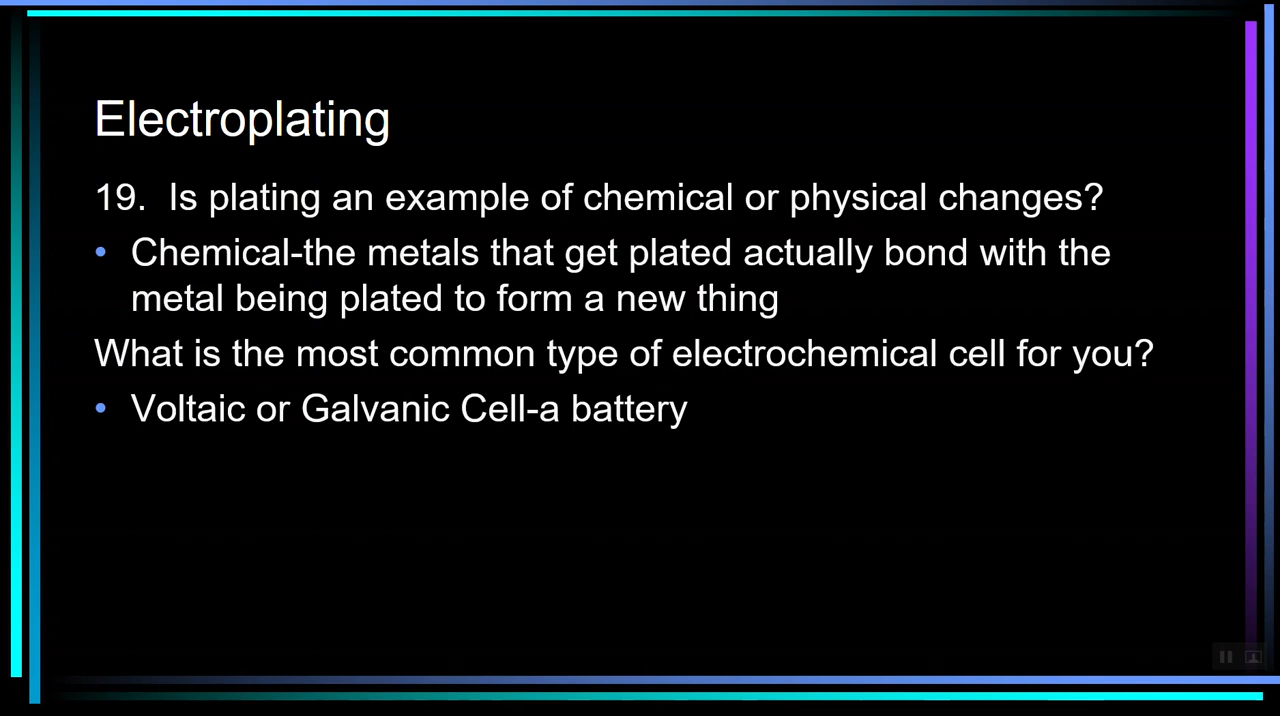 Electroplating
19. Is plating an example of chemical or physical changes?
• Chemical-the metals that get plated actually bond with the
metal being plated to form a new thing
What is the most common type of electrochemical cell for you?
• Voltaic or Galvanic Cell-a battery